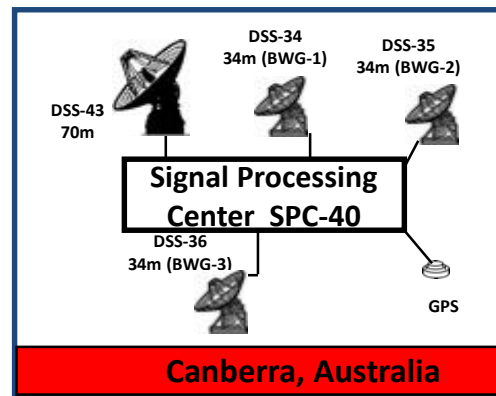 DSS-34
34m (BWG-1)
DSS-35
34m (BWG-2)
DSS-43
70m
Signal Processing
Center SPC-40
DSS-36
34m (BWG-3)
GPS
Canberra, Australia